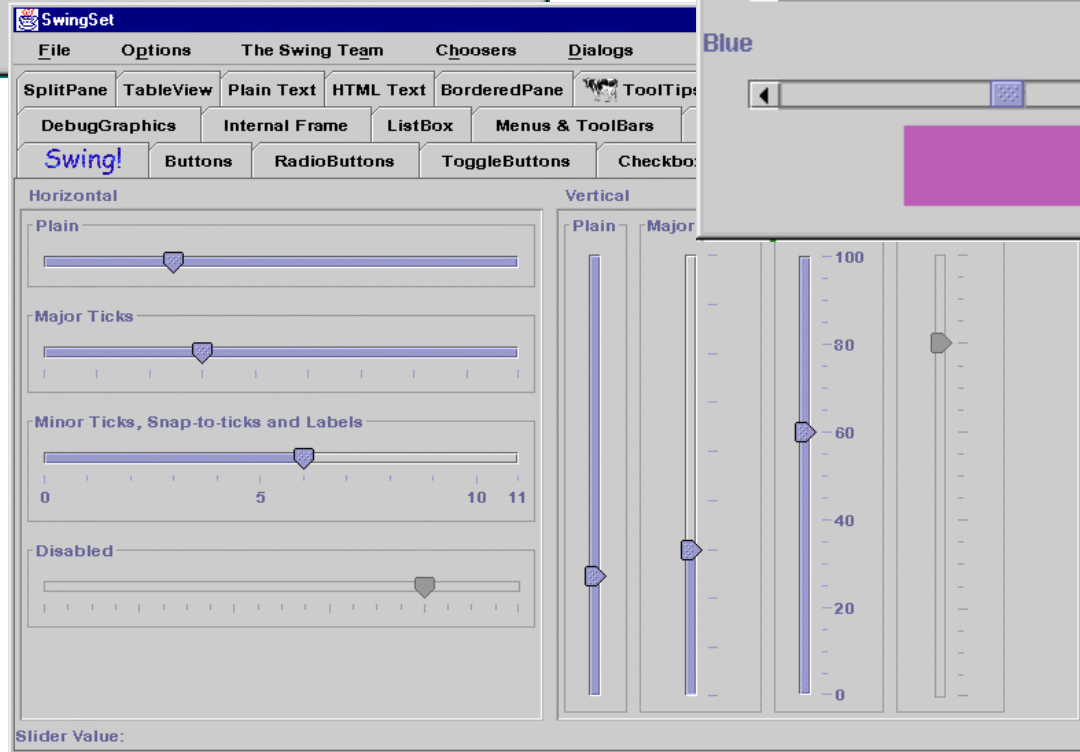 SwingSet
File Options The Swing Team Choosers Dialogs
SplitPane TableView Plain Text HTML Text BorderedPane ToolTips
DebugGraphics Internal Frame ListBox Menus & ToolBars
Swing! Buttons RadioButtons ToggleButtons
Blue
Horizontal
Plain
Major Ticks
Minor Ticks, Snap-to-ticks and Labels
0 5 10 11
Disabled
Vertical
Plain Major
100
80
60
40
20
0
Slider Value: